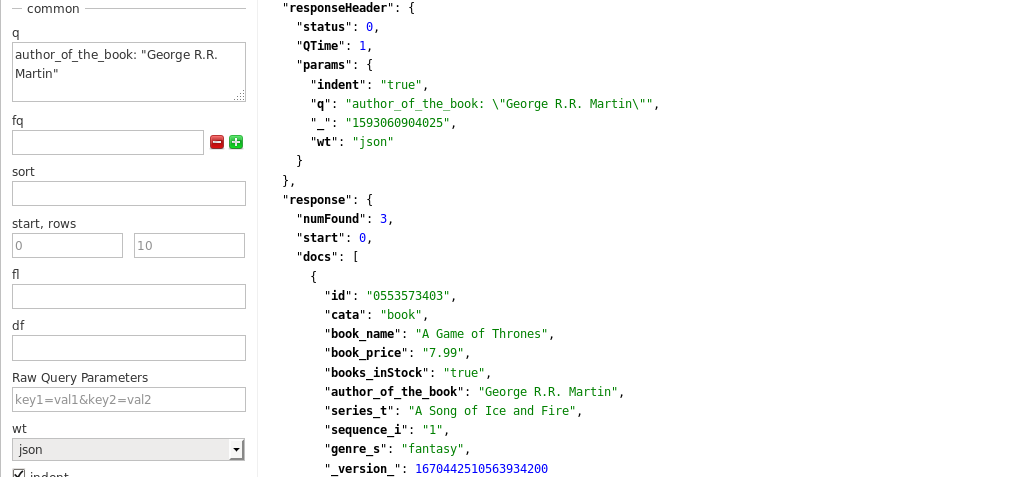 common
q
author_of_the_book: "George R.R.
Martin"
fq
sort
start, rows
0
10
fl
df
Raw Query Parameters
key1=val1&key2=val2
wt
json
indent
"responseHeader": {
"status": 0,
"QTime": 1,
"params": {
"indent": "true",
"q": "author_of_the_book: \"George R.R. Martin\"",
"_": "1593060904025",
"wt": "json"
}
},
"response": {
"numFound": 3,
"start": 0,
"docs": [
{
"id": "0553573403",
"cata": "book",
"book_name": "A Game of Thrones",
"book_price": "7.99",
"books_inStock": "true",
"author_of_the_book": "George R.R. Martin",
"series_t": "A Song of Ice and Fire",
"sequence_i": "1",
"genre_s": "fantasy",
"_version_": 1670442510563934200